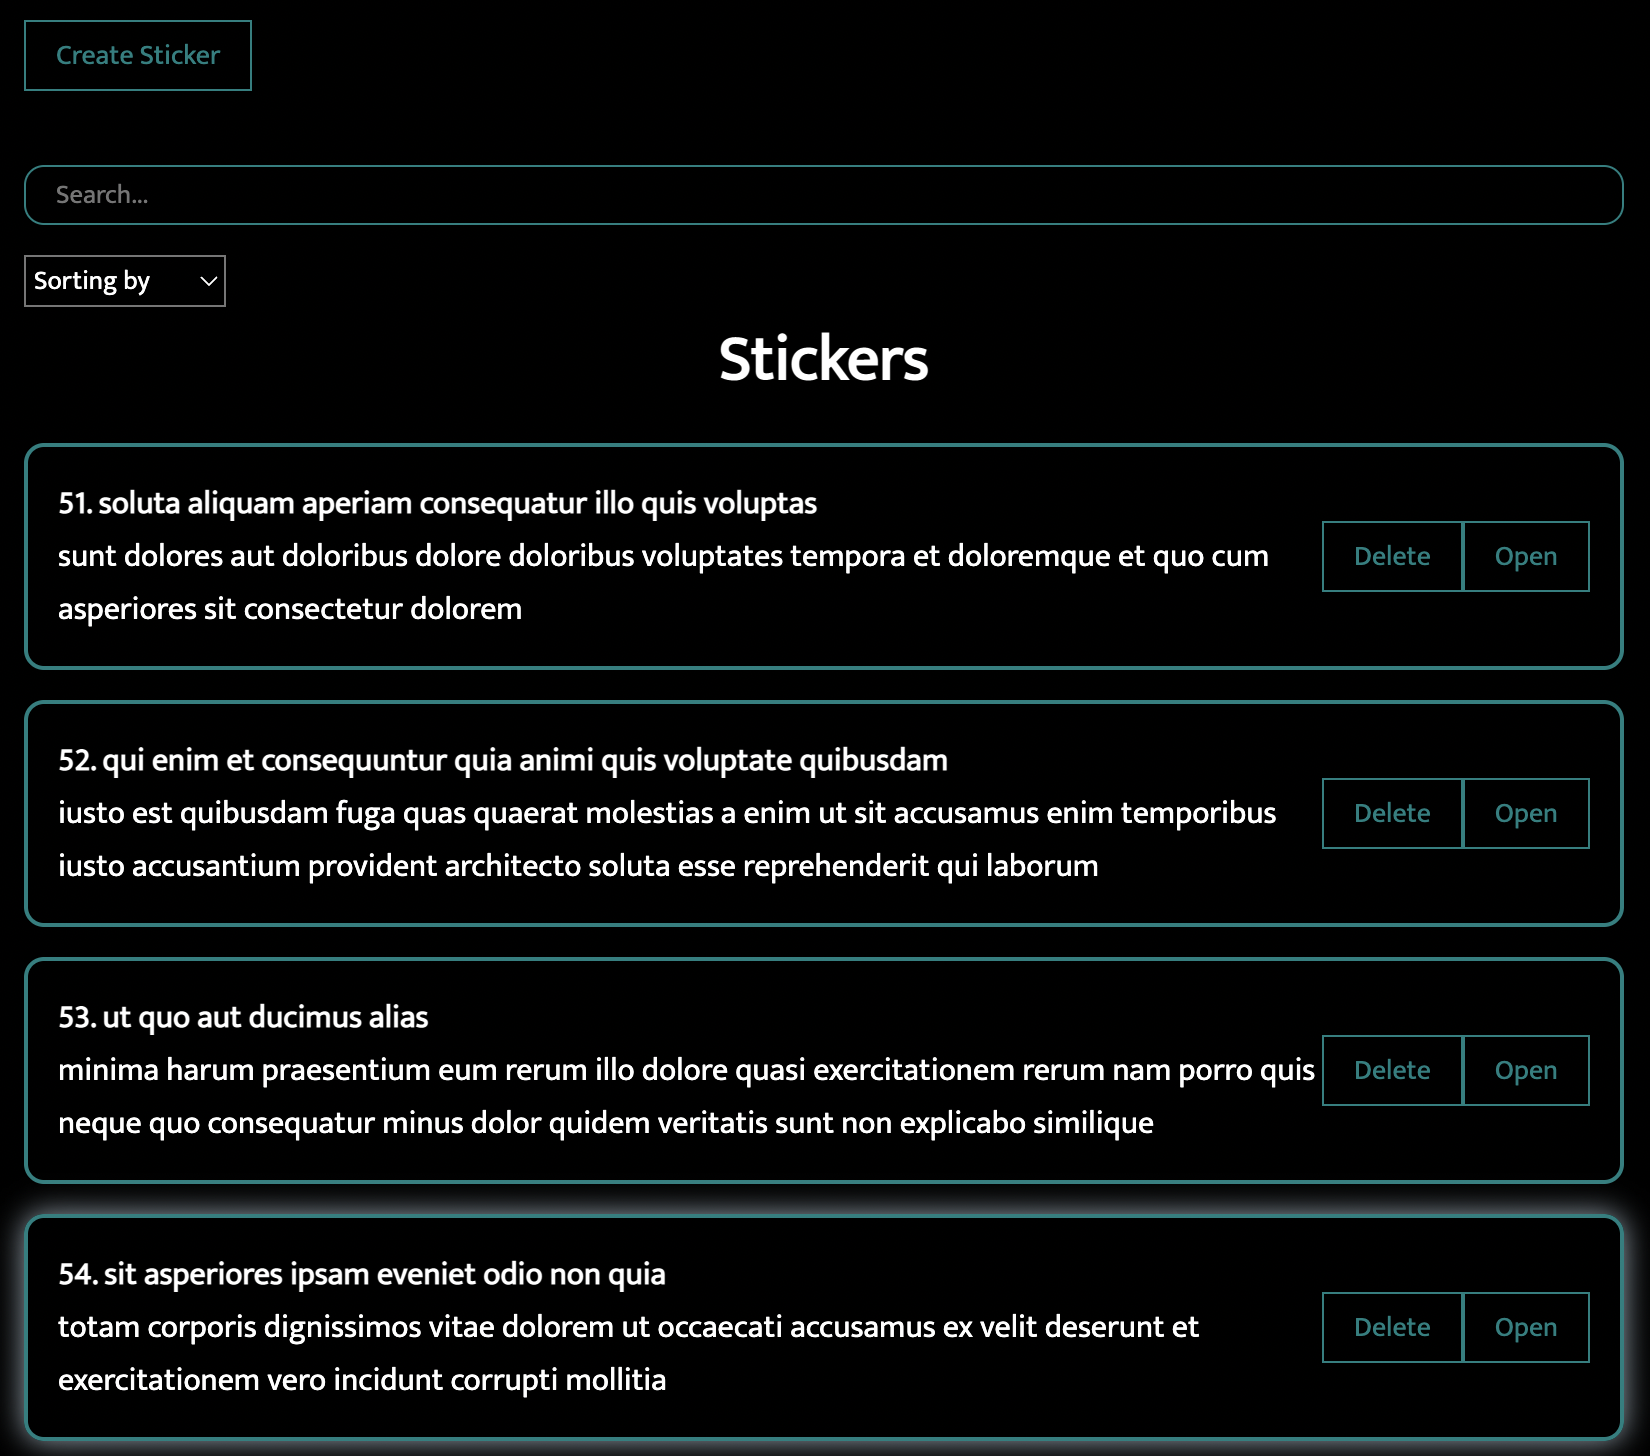 Create Sticker
Search...
Sorting by
Stickers
51. soluta aliquam aperiam consequatur illo quis voluptas
sunt dolores aut doloribus dolore doloribus voluptates tempora et doloremque et quo cum
asperiores sit consectetur dolorem
Delete Open
52. qui enim et consequuntur quia animi quis voluptate quibusdam
iusto est quibusdam fuga quas quaerat molestias a enim ut sit accusamus enim temporibus
iusto accusantium provident architecto soluta esse reprehenderit qui laborum
Delete Open
53. ut quo aut ducimus alias
minima harum praesentium eum rerum illo dolore quasi exercitationem rerum nam porro quis
neque quo consequatur minus dolor quidem veritatis sunt non explicabo similique
Delete Open
54. sit asperiores ipsam eveniet odio non quia
totam corporis dignissimos vitae dolorem ut occaecati accusamus ex velit deserunt et
exercitationem vero incidunt corrupti mollitia
Delete Open